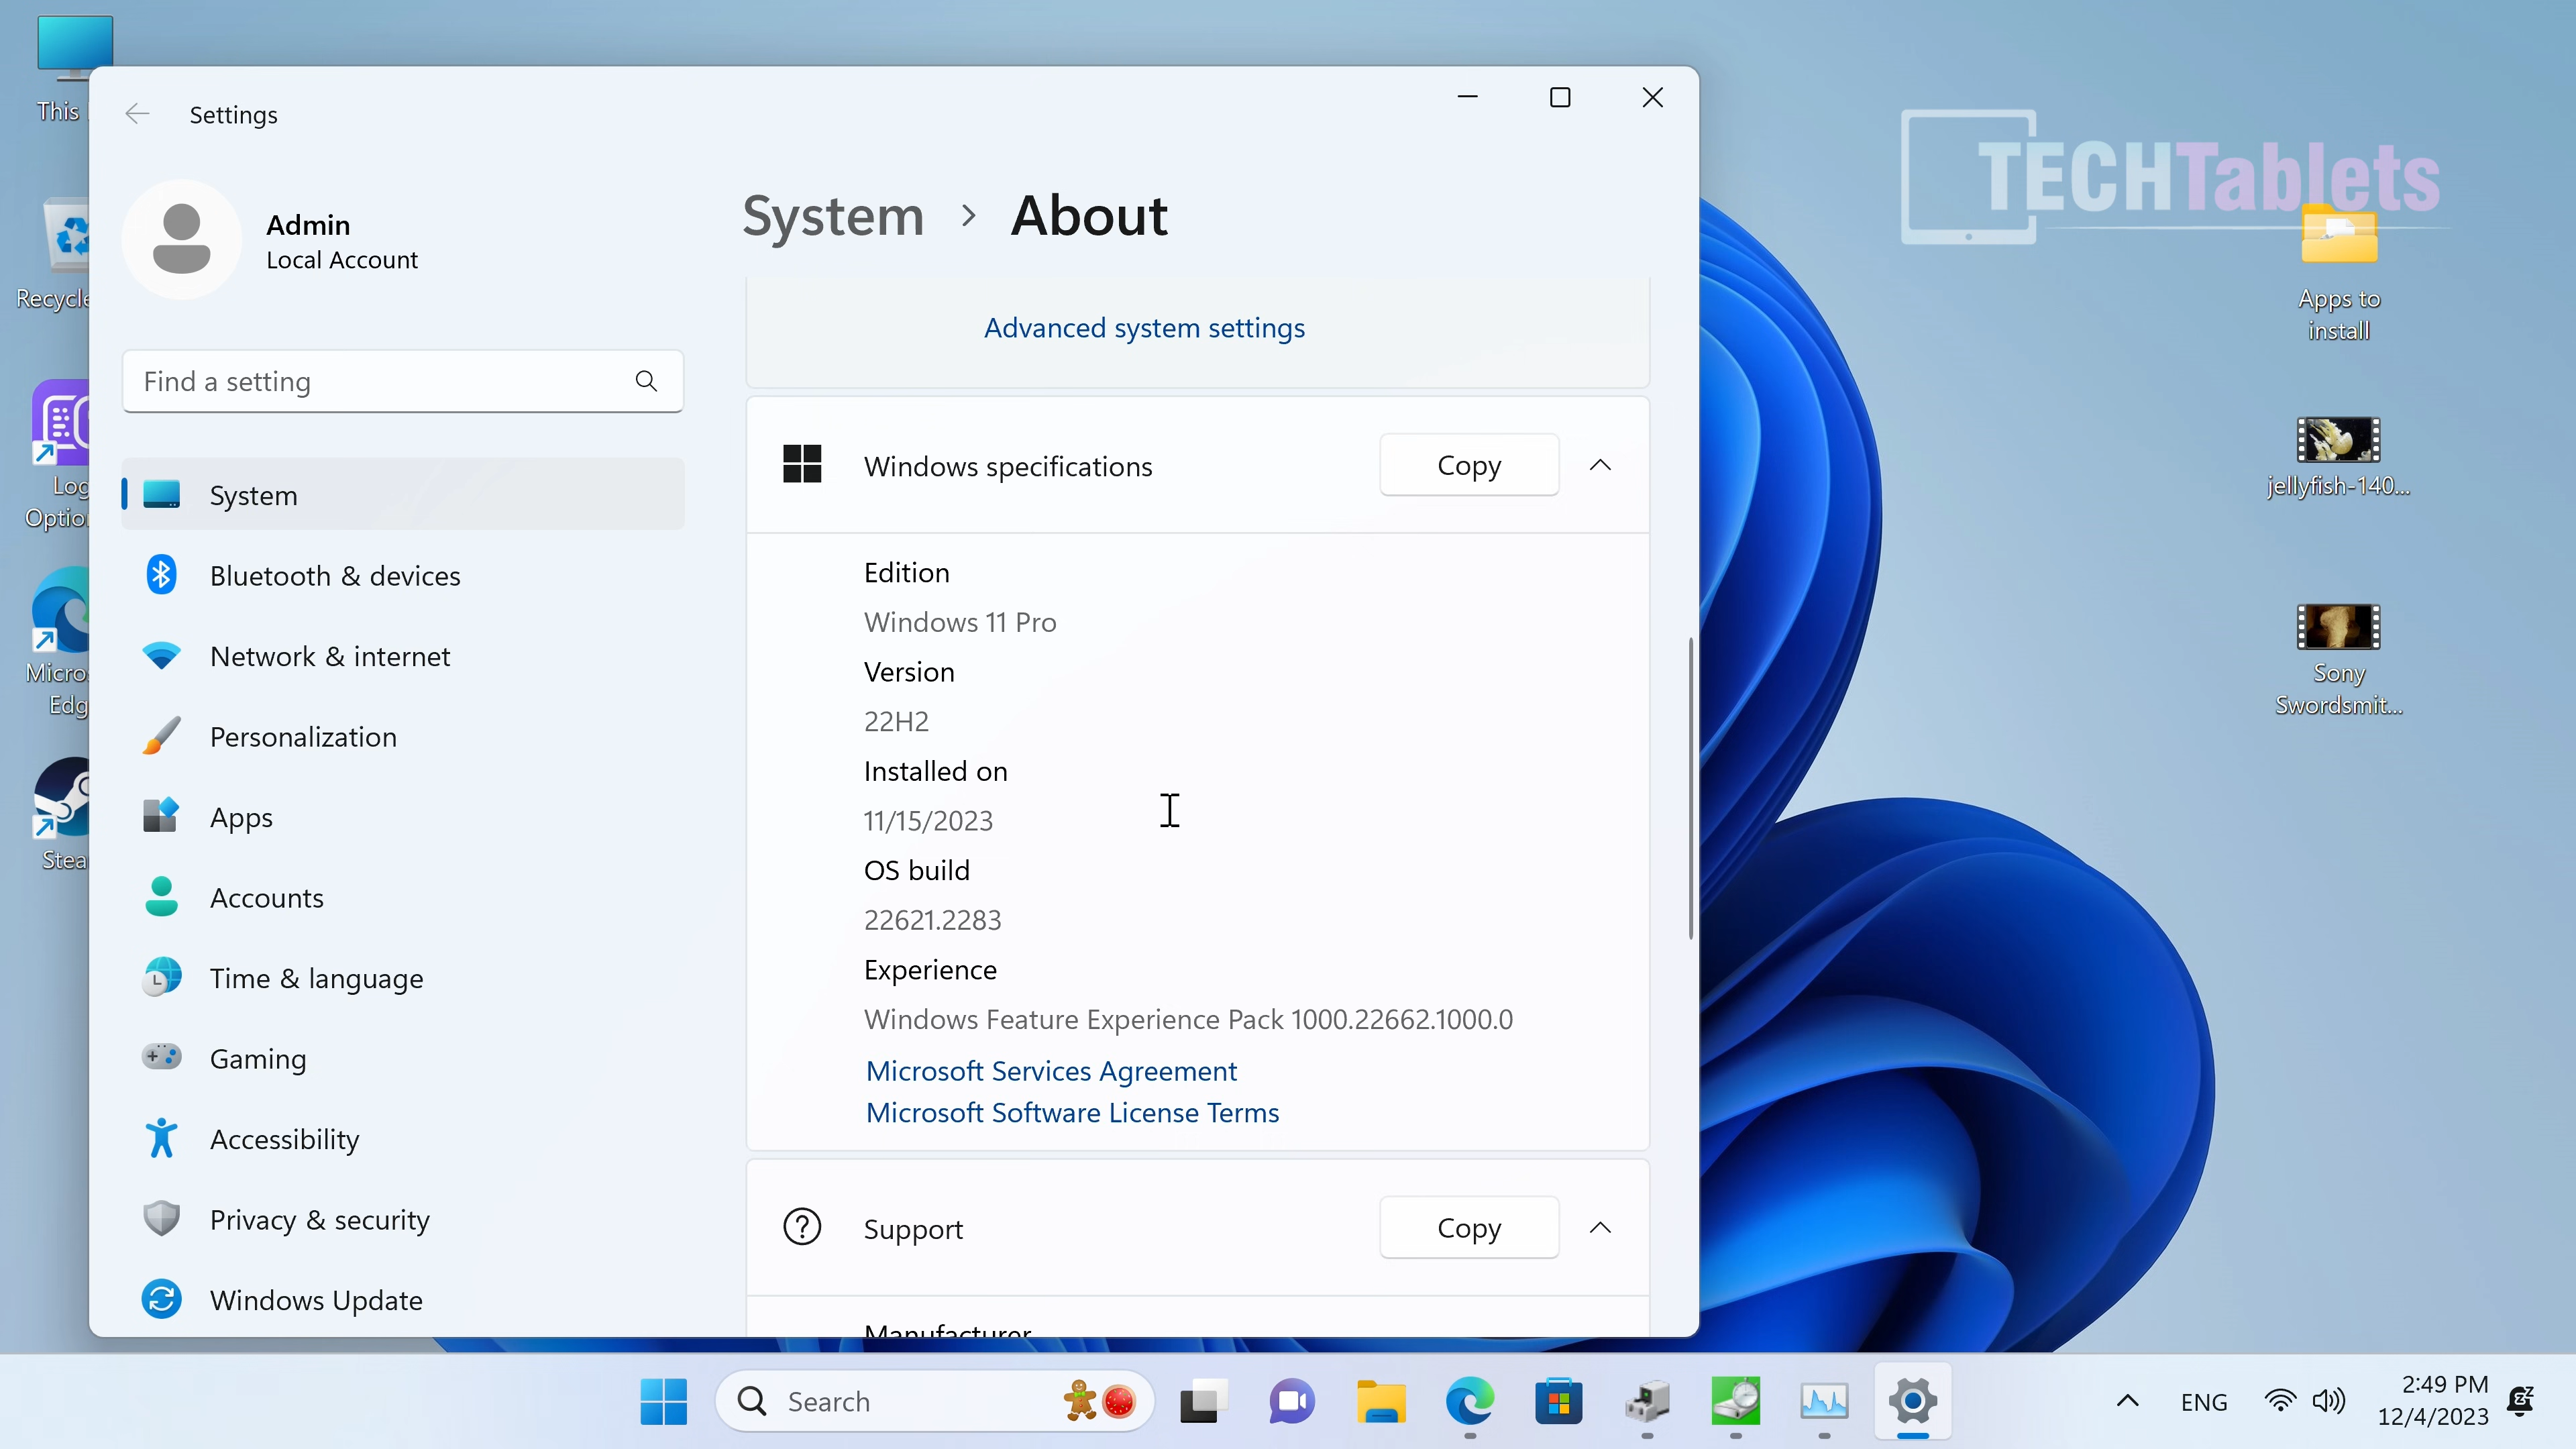 This
Recycle
Log
Option
Micro
Edg
Stea
Settings
Admin
Local Account
Find a setting
System
Bluetooth & devices
Network & internet
Personalization
Apps
Accounts
Time & language
Gaming
Accessibility
Privacy & security
Windows Update
System > About
Advanced system settings
Windows specifications
Copy
Edition
Windows 11 Pro
Version
22H2
Installed on
11/15/2023
OS build
22621.2283
Experience
Windows Feature Experience Pack 1000.22662.1000.0
Microsoft Services Agreement
Microsoft Software License Terms
Support
Copy
Manufacturer
TECHTablets
Apps to
install
jellyfish-140...
Sony
Swordsmit...
Search
ENG
2:49 PM
12/4/2023